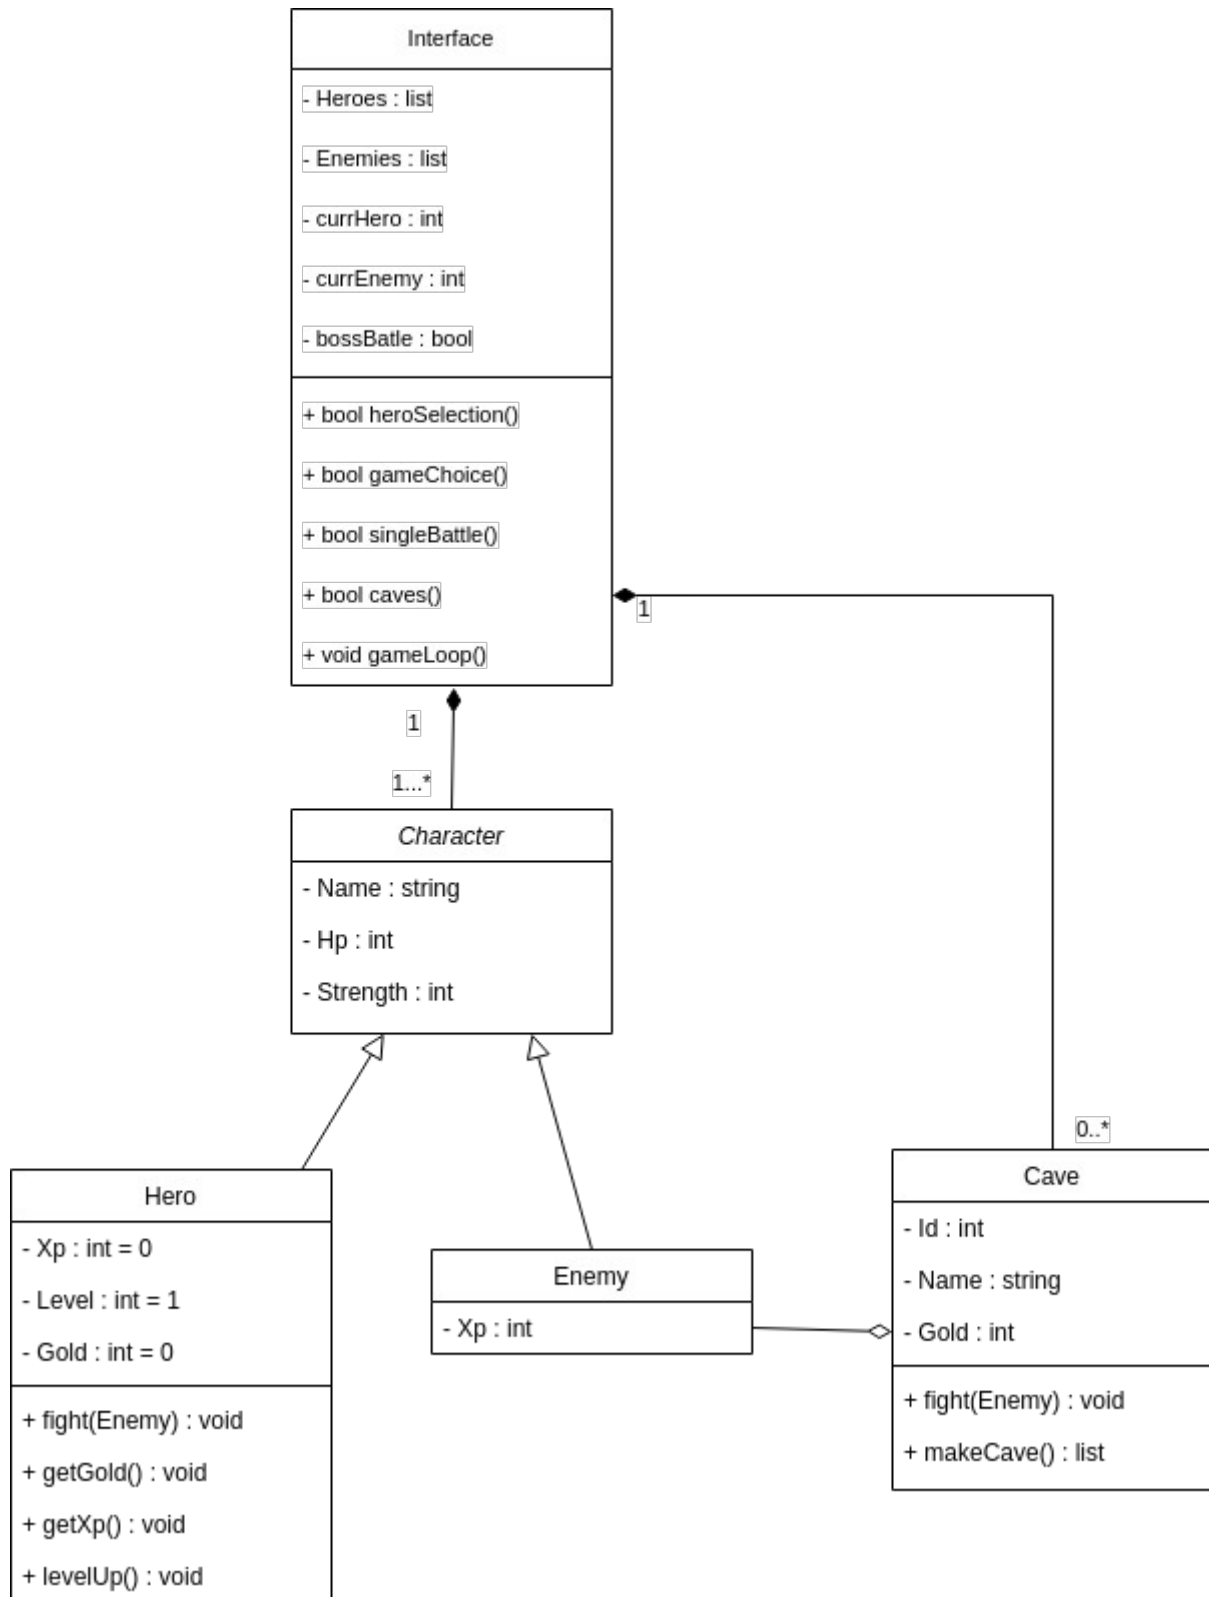 Interface
- Heroes : list
- Enemies : list
- currHero : int
- currEnemy : int
- bossBatle : bool
+ bool heroSelection()
+ bool gameChoice()
+ bool singleBattle()
+ bool caves()
+ void gameLoop()
1
1
1...*
Character
- Name : string
- Hp : int
- Strength : int
Hero
- Xp : int = 0
- Level : int = 1
- Gold : int = 0
+ fight(Enemy) : void
+ getGold() : void
+ getXp() : void
+ levelUp() : void
Enemy
- Xp : int
0..*
Cave
- Id : int
- Name : string
- Gold : int
+ fight(Enemy) : void
+ makeCave() : list